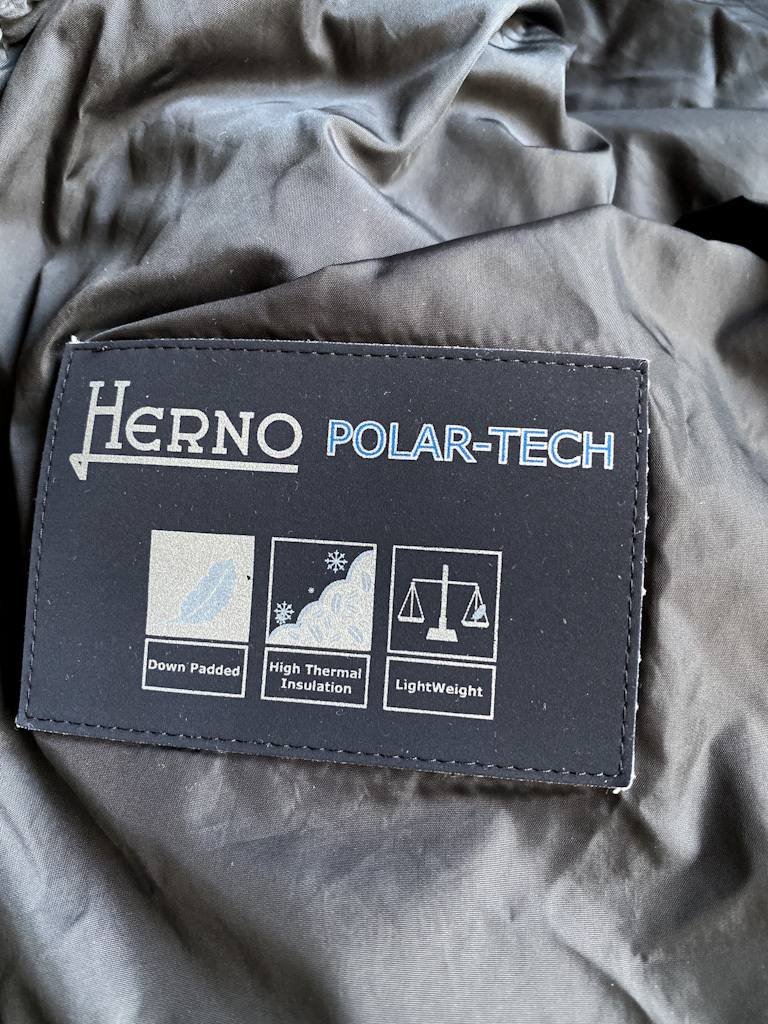 HERNO POLAR-TECH
Down Padded
High Thermal
Insulation
LightWeight